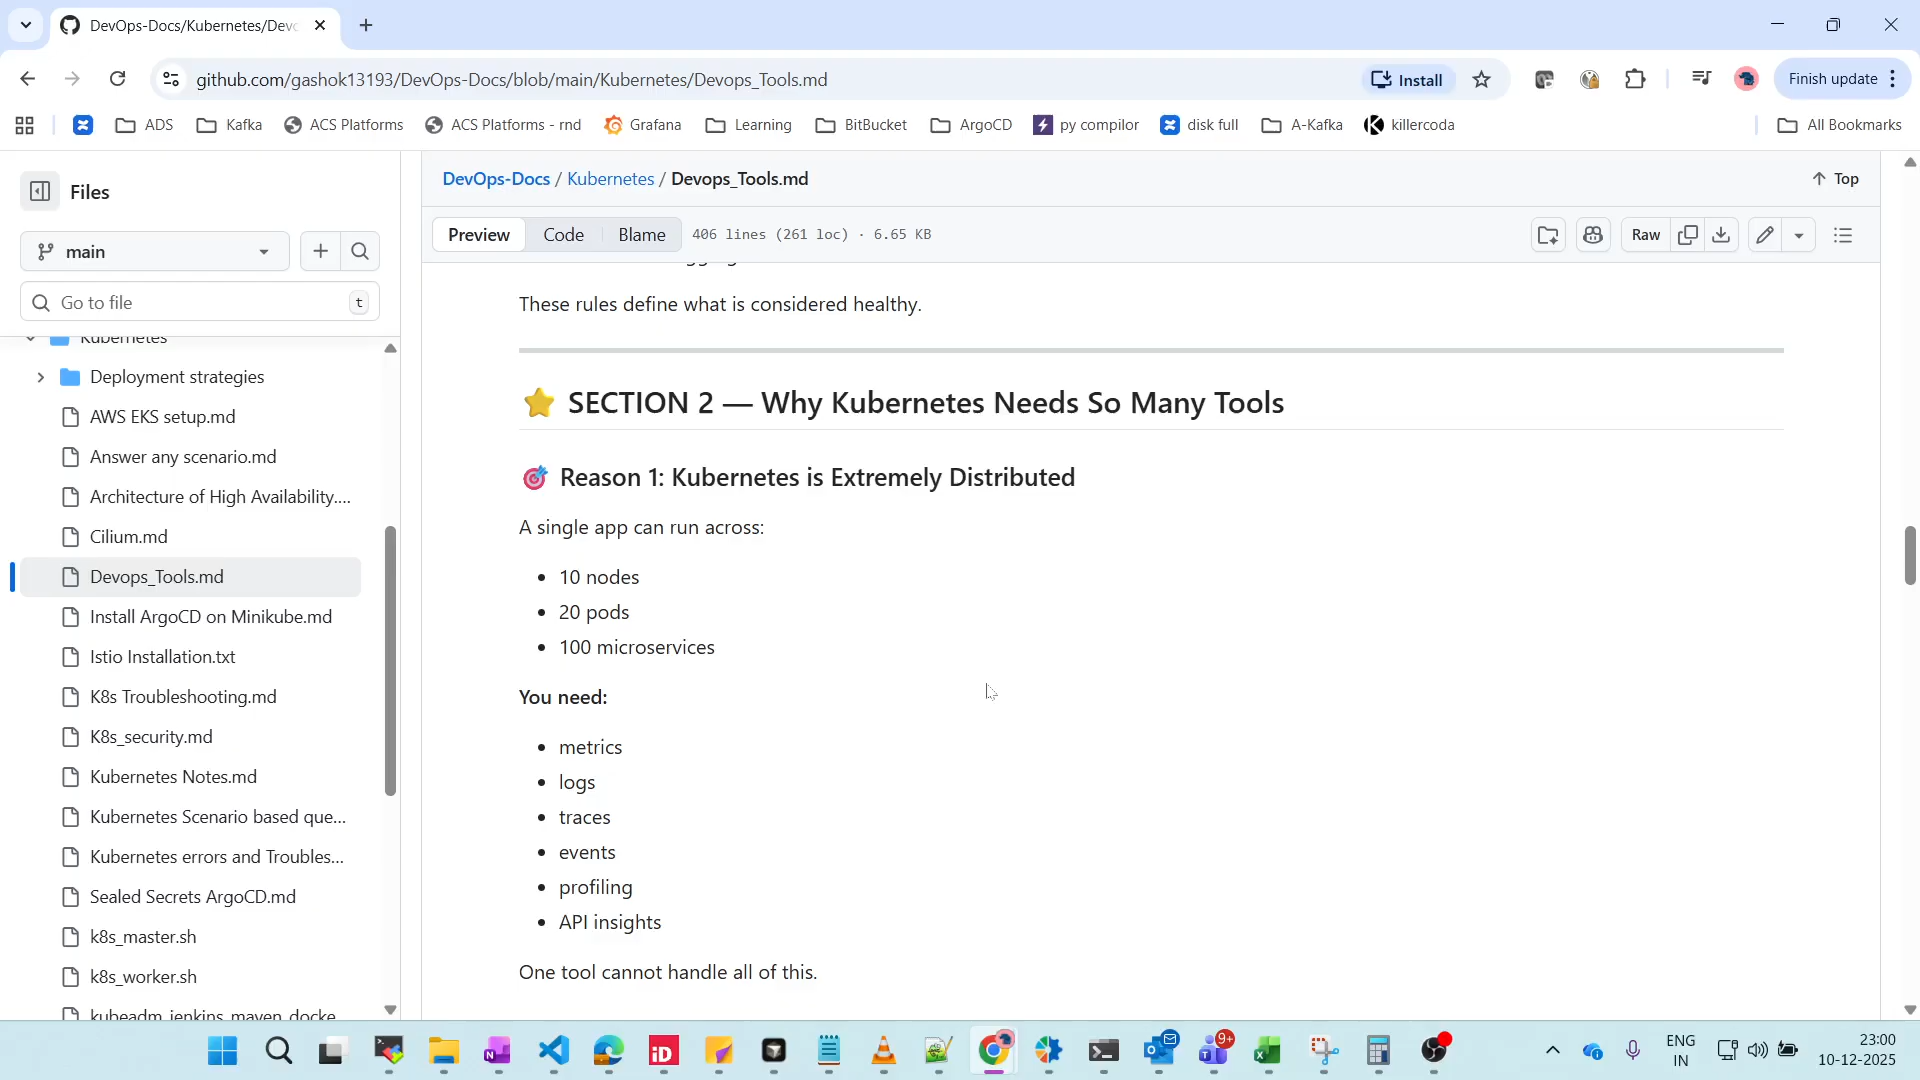 DevOps-Docs/Kubernetes/Devo
github.com/gashok13193/DevOps-Docs/blob/main/Kubernetes/Devops_Tools.md
Install
Finish update
ADS
Kafka
ACS Platforms
ACS Platforms - rnd
Grafana
Learning
BitBucket
ArgoCD
py compilor
disk full
A-Kafka
killercoda
All Bookmarks
Files
main
Go to file
t
Kubernetes
Deployment strategies
AWS EKS setup.md
Answer any scenario.md
Architecture of High Availability....
Cilium.md
Devops_Tools.md
Install ArgoCD on Minikube.md
Istio Installation.txt
K8s Troubleshooting.md
K8s_security.md
Kubernetes Notes.md
Kubernetes Scenario based que...
Kubernetes errors and Troubles...
Sealed Secrets ArgoCD.md
k8s_master.sh
k8s_worker.sh
kubeadm_jenkins_maven_docke
DevOps-Docs / Kubernetes / Devops_Tools.md
Top
Preview
Code
Blame
406 lines (261 loc) · 6.65 KB
Raw
These rules define what is considered healthy.
⭐ SECTION 2 — Why Kubernetes Needs So Many Tools
🎯 Reason 1: Kubernetes is Extremely Distributed
A single app can run across:
• 10 nodes
• 20 pods
• 100 microservices
You need:
• metrics
• logs
• traces
• events
• profiling
• API insights
One tool cannot handle all of this.
N
iD
9+
ENG
IN
23:00
10-12-2025